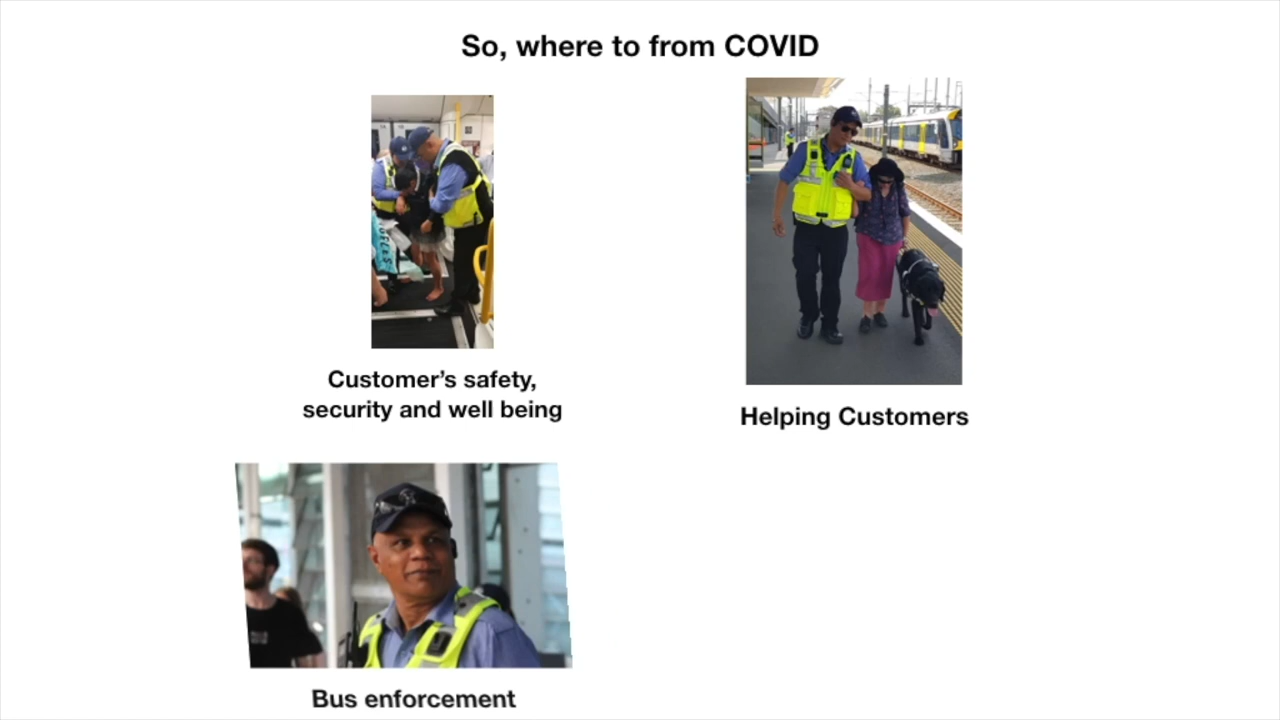 So, where to from COVID
Customer’s safety,
security and well being
Helping Customers
Bus enforcement